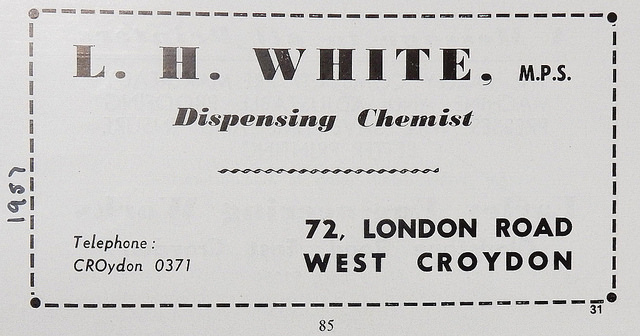 L. H. WHITE, M.P.S.
Dispensing Chemist
1957
Telephone:
CROydon 0371
72, LONDON ROAD
WEST CROYDON
31
85